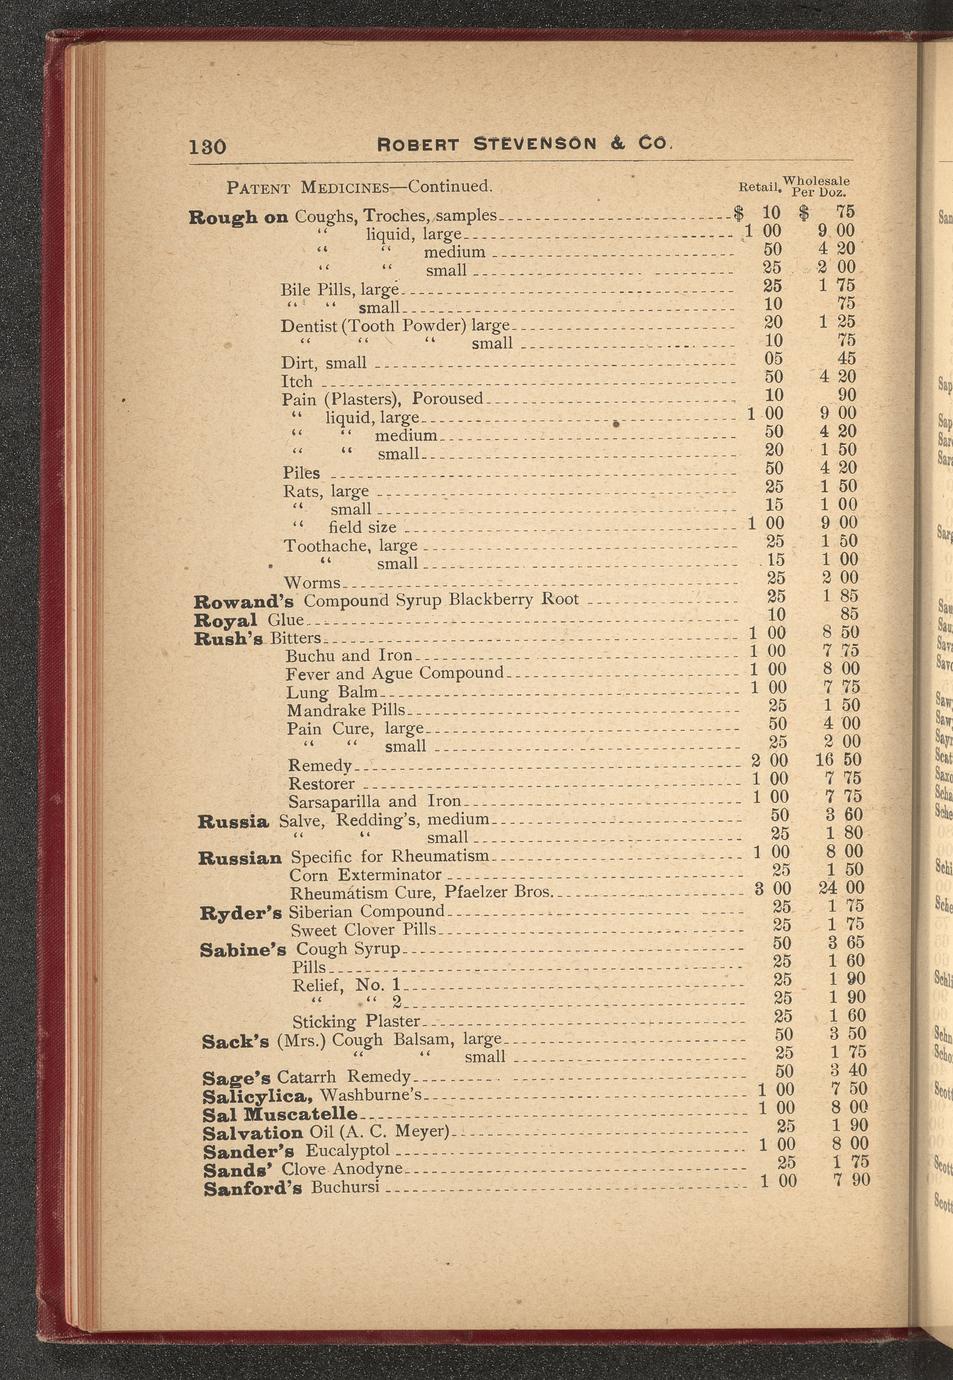 130 ROBERT STEVENSON & CO.
PATENT MEDICINES—Continued. Retail. Wholesale Per Doz.
Rough on Coughs, Troches, samples $ 10 $ 75
“ liquid, large 1 00 9 00
“ “ medium 50 4 20
“ “ small 25 2 00
Bile Pills, large 25 1 75
“ “ small 10 75
Dentist (Tooth Powder) large 20 1 25
“ “ “ small 10 75
Dirt, small 05 45
Itch 50 4 20
Pain (Plasters), Poroused 10 90
“ liquid, large 1 00 9 00
“ “ medium 50 4 20
“ “ small 20 1 50
Piles 50 4 20
Rats, large 25 1 50
“ small 15 1 00
“ field size 1 00 9 00
Toothache, large 25 1 50
“ small 15 1 00
Worms 25 2 00
Rowand's Compound Syrup Blackberry Root 25 1 85
Royal Glue 10 85
Rush's Bitters 1 00 8 50
Buchu and Iron 1 00 7 75
Fever and Ague Compound 1 00 8 00
Lung Balm 1 00 7 75
Mandrake Pills 25 1 50
Pain Cure, large 50 4 00
“ “ small 25 2 00
Remedy 2 00 16 50
Restorer 1 00 7 75
Sarsaparilla and Iron 1 00 7 75
Russia Salve, Redding's, medium 50 3 60
“ “ small 25 1 80
Russian Specific for Rheumatism 1 00 8 00
Corn Exterminator 25 1 50
Rheumatism Cure, Pfaelzer Bros. 3 00 24 00
Ryder's Siberian Compound 25 1 75
Sweet Clover Pills 25 1 75
Sabine's Cough Syrup 50 3 65
Pills 25 1 60
Relief, No. 1 25 1 90
“ “ 2 25 1 90
Sticking Plaster 25 1 60
Sack's (Mrs.) Cough Balsam, large 50 3 50
“ “ small 25 1 75
Sage's Catarrh Remedy 50 3 40
Salicylica, Washburne's 1 00 7 50
Sal Muscatelle 1 00 8 00
Salvation Oil (A. C. Meyer) 25 1 90
Sander's Eucalyptol 1 00 8 00
Sands' Clove Anodyne 25 1 75
Sanford's Buchursi 1 00 7 90